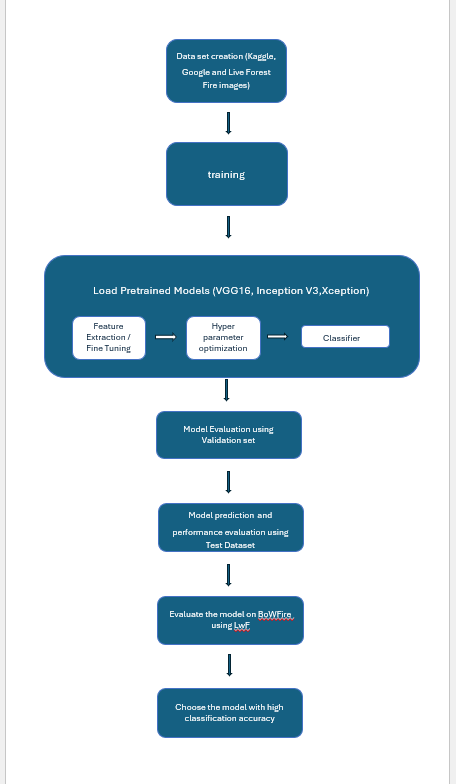 Data set creation (Kaggle,
Google and Live Forest
Fire images)
training
Load Pretrained Models (VGG16, Inception V3,Xception)
Feature
Extraction /
Fine Tuning
Hyper
parameter
optimization
Classifier
Model Evaluation using
Validation set
Model prediction and
performance evaluation using
Test Dataset
Evaluate the model on BoWFire
using LwF
Choose the model with high
classification accuracy